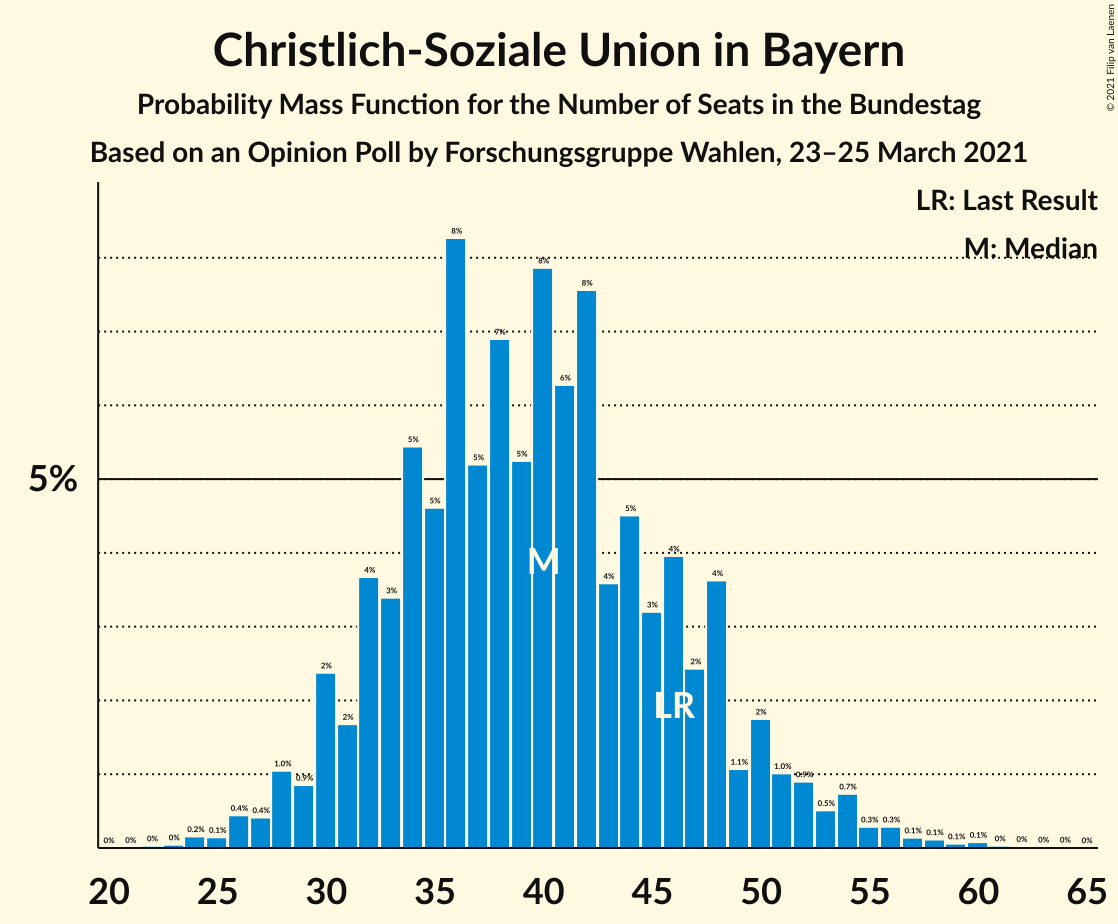 Christlich-Soziale Union in Bayern
Probability Mass Function for the Number of Seats in the Bundestag
Based on an Opinion Poll by Forschungsgruppe Wahlen, 23–25 March 2021
© 2021 Filip van Laenen
LR: Last Result
M: Median
5%
0% 0% 0% 0% 0.2% 0.1% 0.4% 0.4% 1.0% 0.9% 2% 2% 4% 3% 5% 5% 8% 5% 7% 5% 8% 6% 8% 4% 5% 3% 4% 2% 4% 1.1% 2% 1.0% 0.9% 0.5% 0.7% 0.3% 0.3% 0.1% 0.1% 0.1% 0.1% 0% 0% 0% 0% 0%
M
LR
20 25 30 35 40 45 50 55 60 65